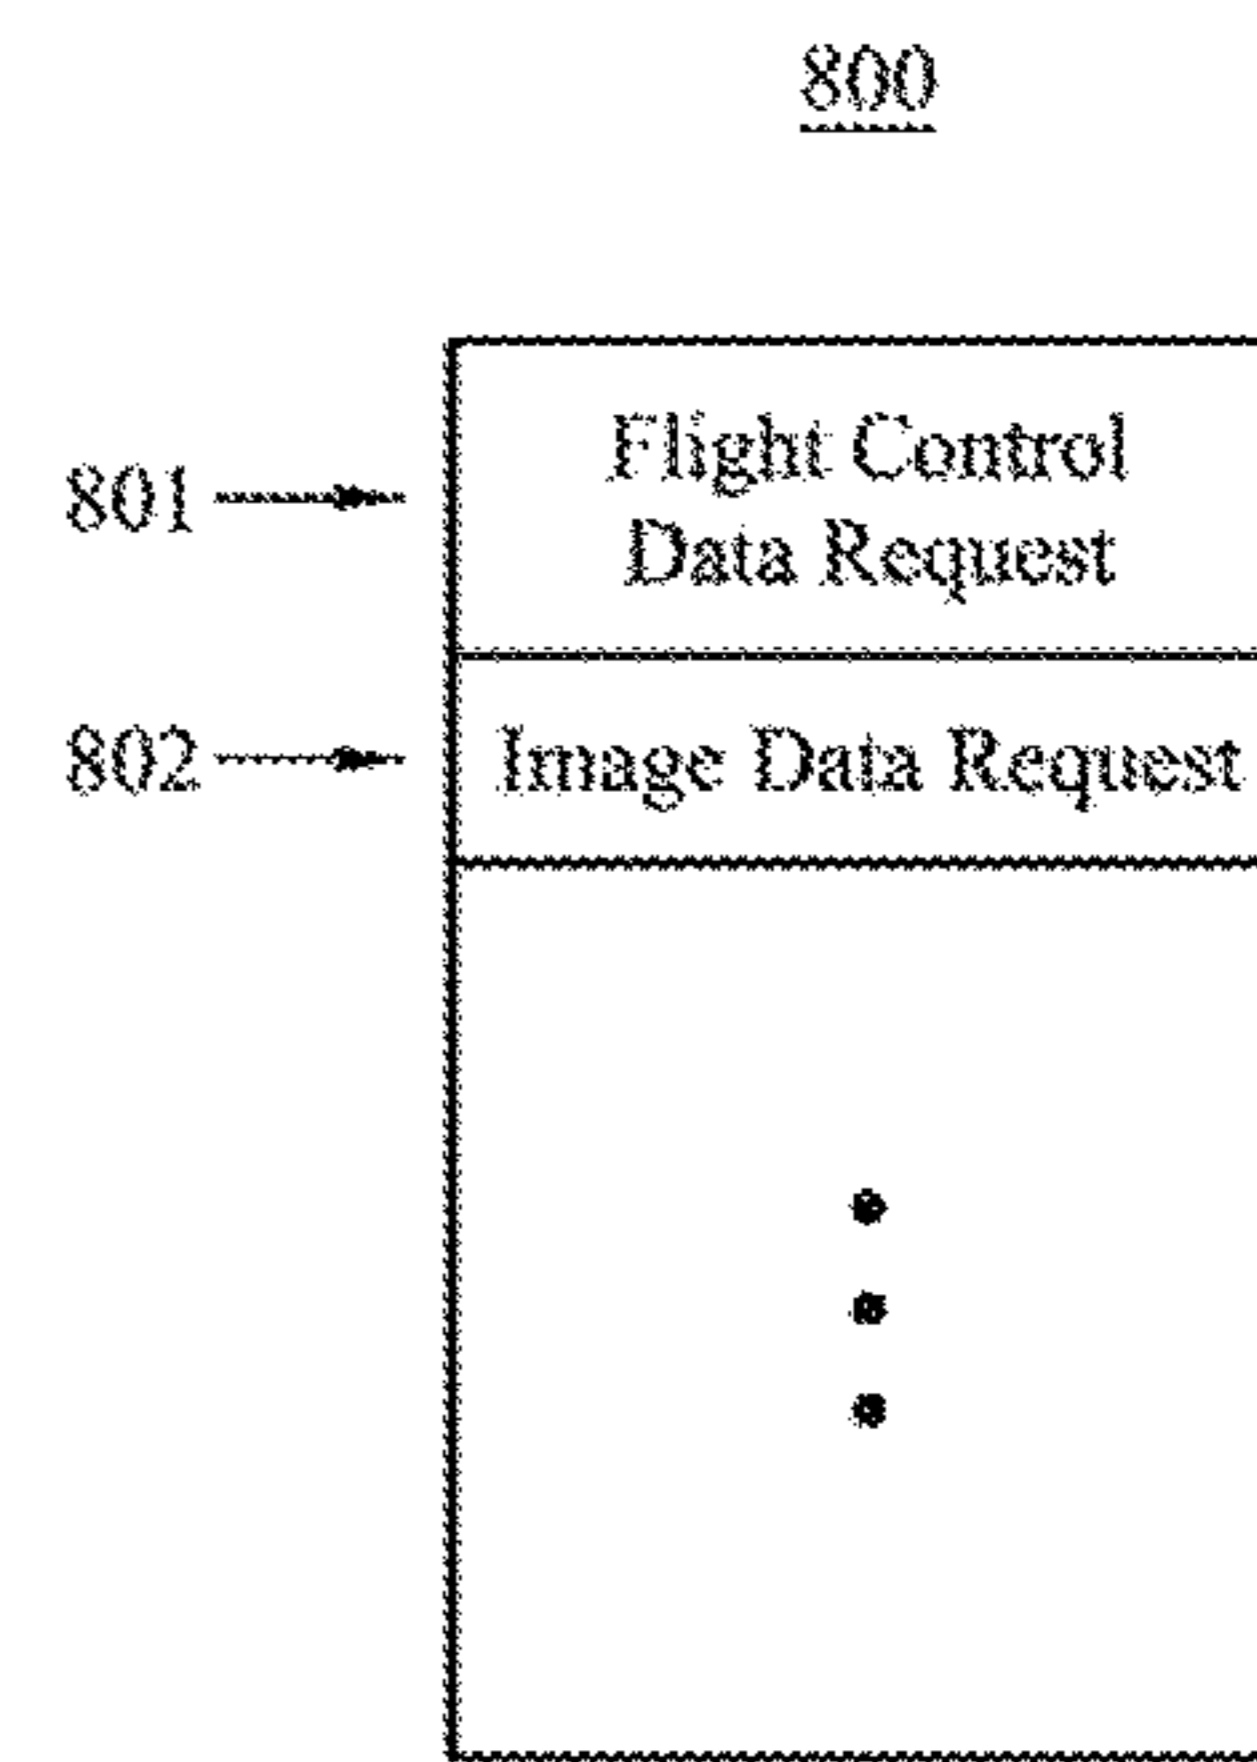 800
801
Flight Control
Data Request
802
Image Data Request